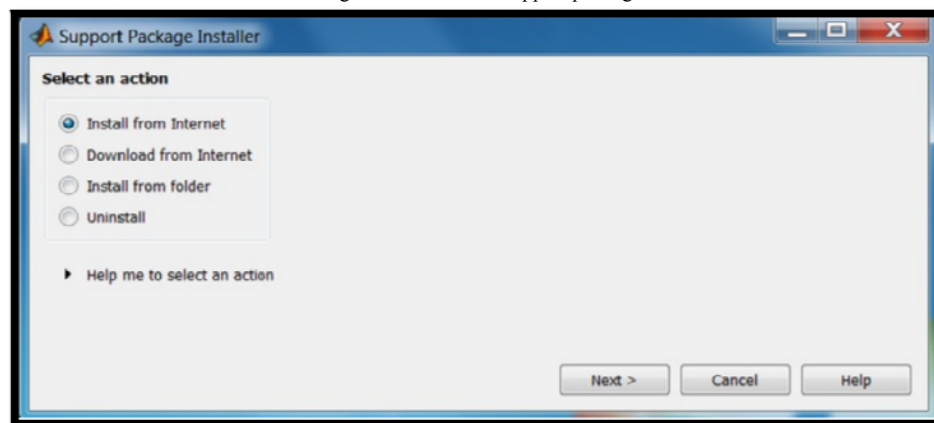 Support Package Installer
Select an action
Install from Internet
Download from Internet
Install from folder
Uninstall
Help me to select an action
Next > Cancel Help